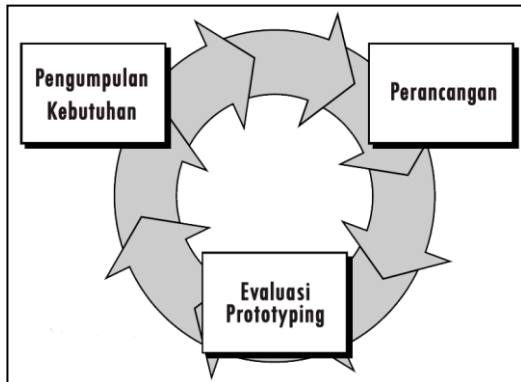 Pengumpulan
Kebutuhan
Perancangan
Evaluasi
Prototyping